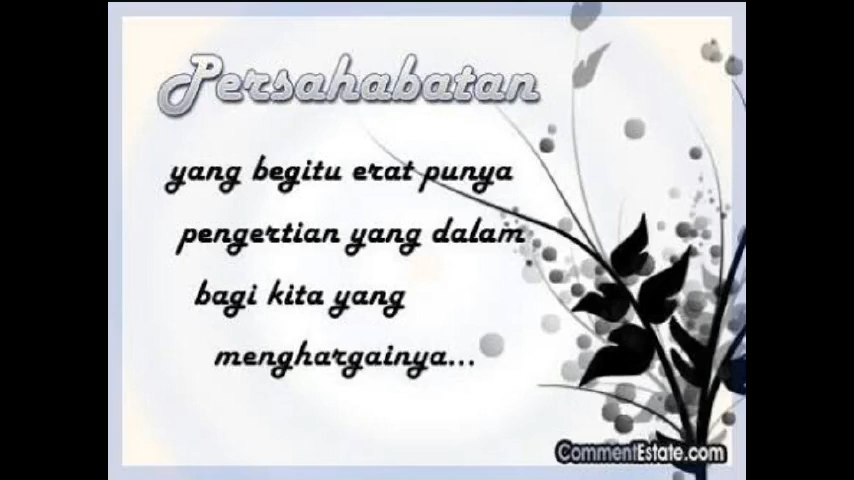 Persahabatan
yang begitu erat punya
pengertian yang dalam
bagi kita yang
menghargainya...
CommentEstate.com